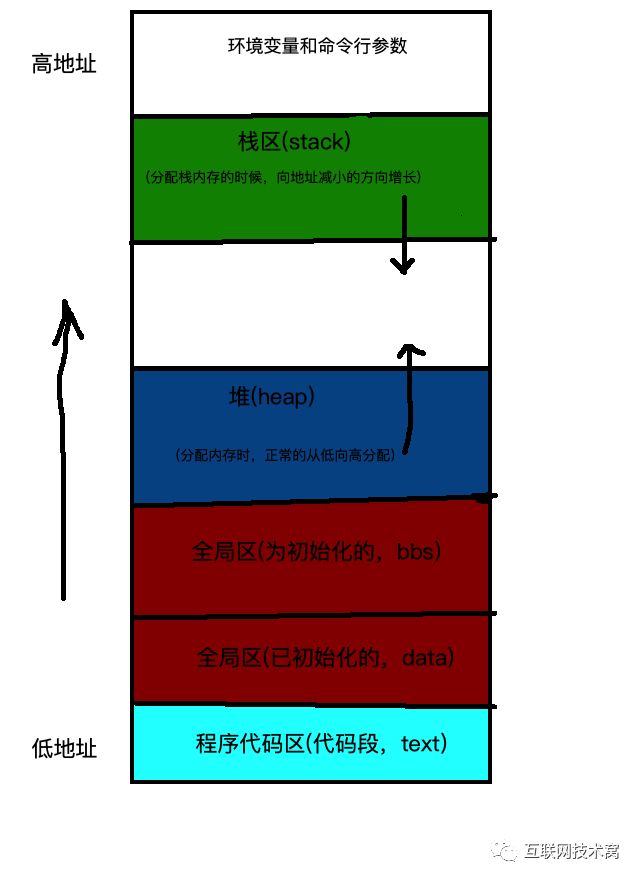 环境变量和命令行参数
高地址
栈区(stack)
(分配栈内存的时候，向地址减小的方向增长)
堆(heap)
(分配内存时，正常的从低向高分配)
全局区(为初始化的，bbs)
全局区(已初始化的，data)
程序代码区(代码段，text)
低地址
互联网技术窝